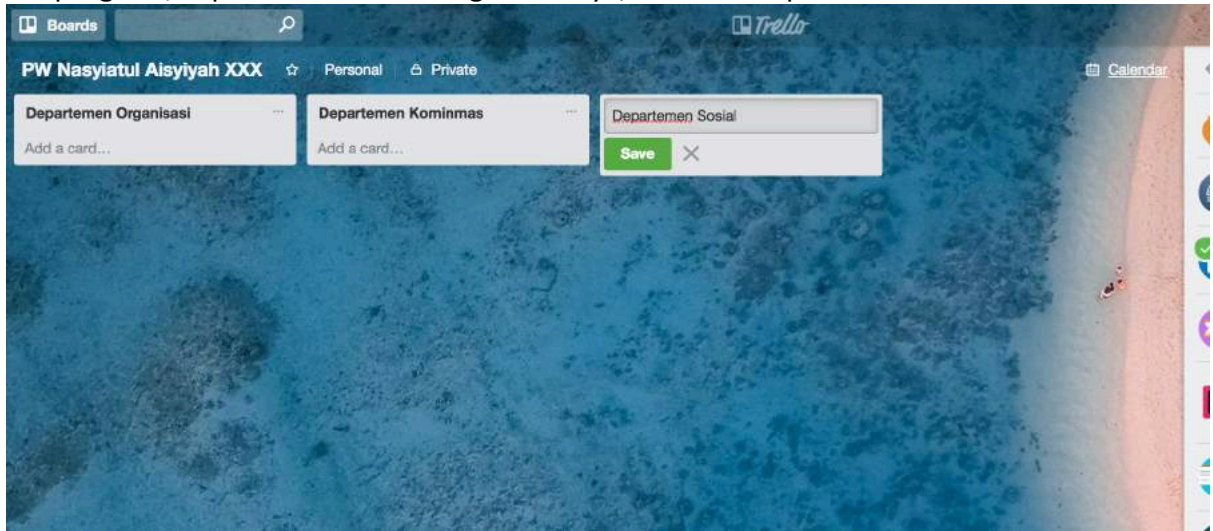 Boards
Trello
PW Nasyiatul Aisyiyah XXX Personal Private Calendar
Departemen Organisasi
Add a card...
Departemen Kominmas
Add a card...
Departemen Sosial
Save